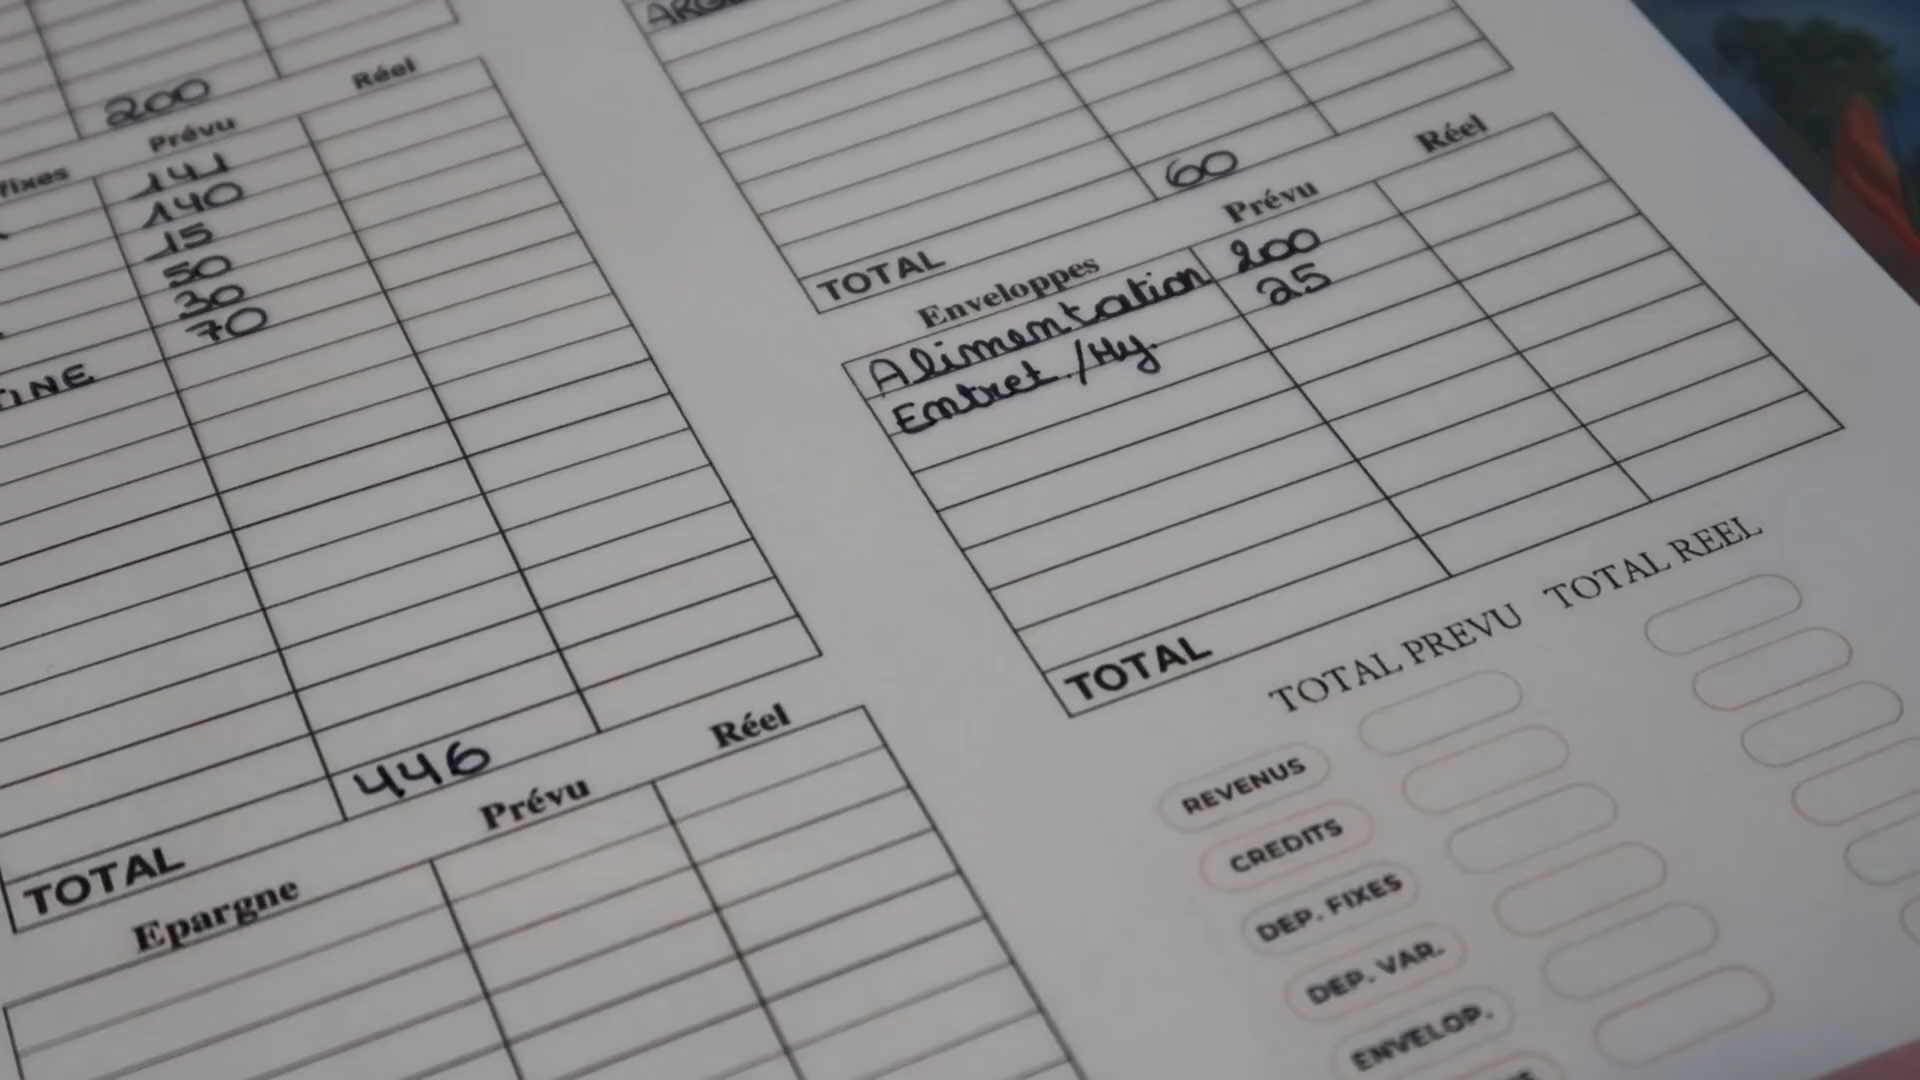 200
fixes Prévu Réel
141
140
15
50
30
70
TOTAL 446
Epargne Prévu Réel
TOTAL 60
Enveloppes Prévu Réel
Alimentation 200
Entret./Hy. 25
TOTAL
TOTAL PREVU TOTAL REEL
REVENUS
CREDITS
DEP. FIXES
DEP. VAR.
ENVELOP.